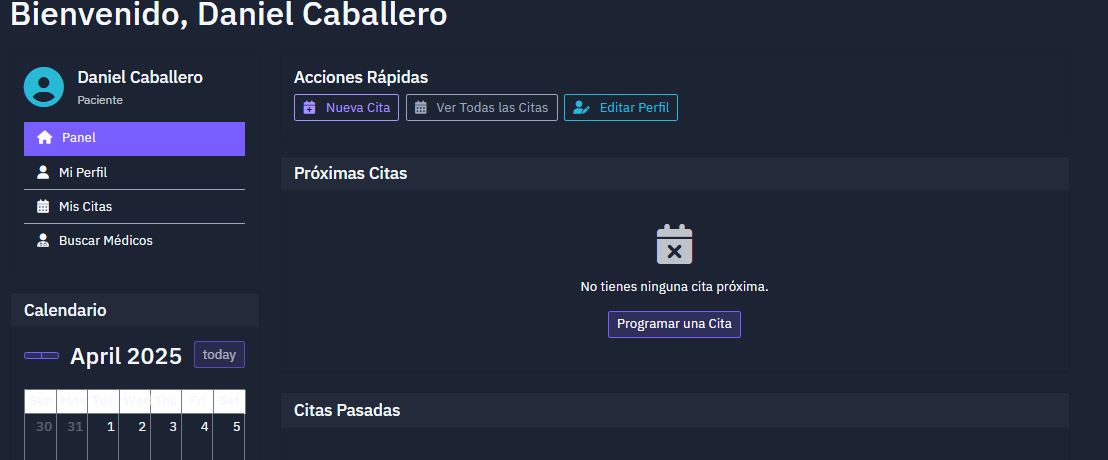 Bienvenido, Daniel Caballero
Daniel Caballero
Paciente
Panel
Mi Perfil
Mis Citas
Buscar Médicos
Calendario
April 2025
today
Sun Mon Tue Wed Thu Fri Sat
30 31 1 2 3 4 5
Acciones Rápidas
Nueva Cita
Ver Todas las Citas
Editar Perfil
Próximas Citas
No tienes ninguna cita próxima.
Programar una Cita
Citas Pasadas